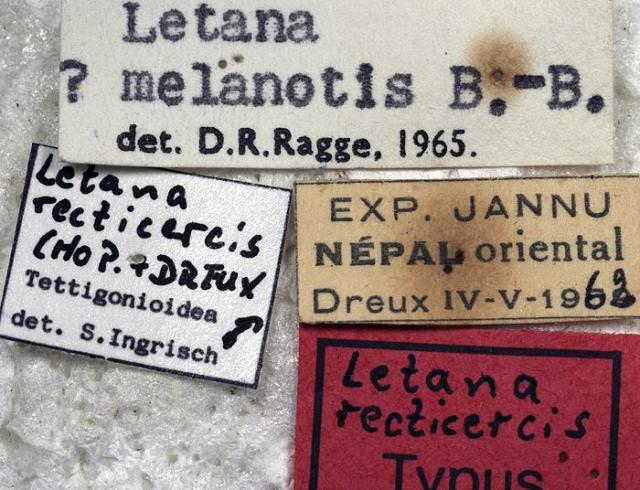 Letana
? melanotis B.-B.
det. D.R.Ragge, 1965.
Letana
recticercis
(HOP. + DREUX
Tettigonioidea
det. S.Ingrisch
EXP. JANNU
NÉPAL oriental
Dreux IV-V-1963
Letana
recticercis
Typus